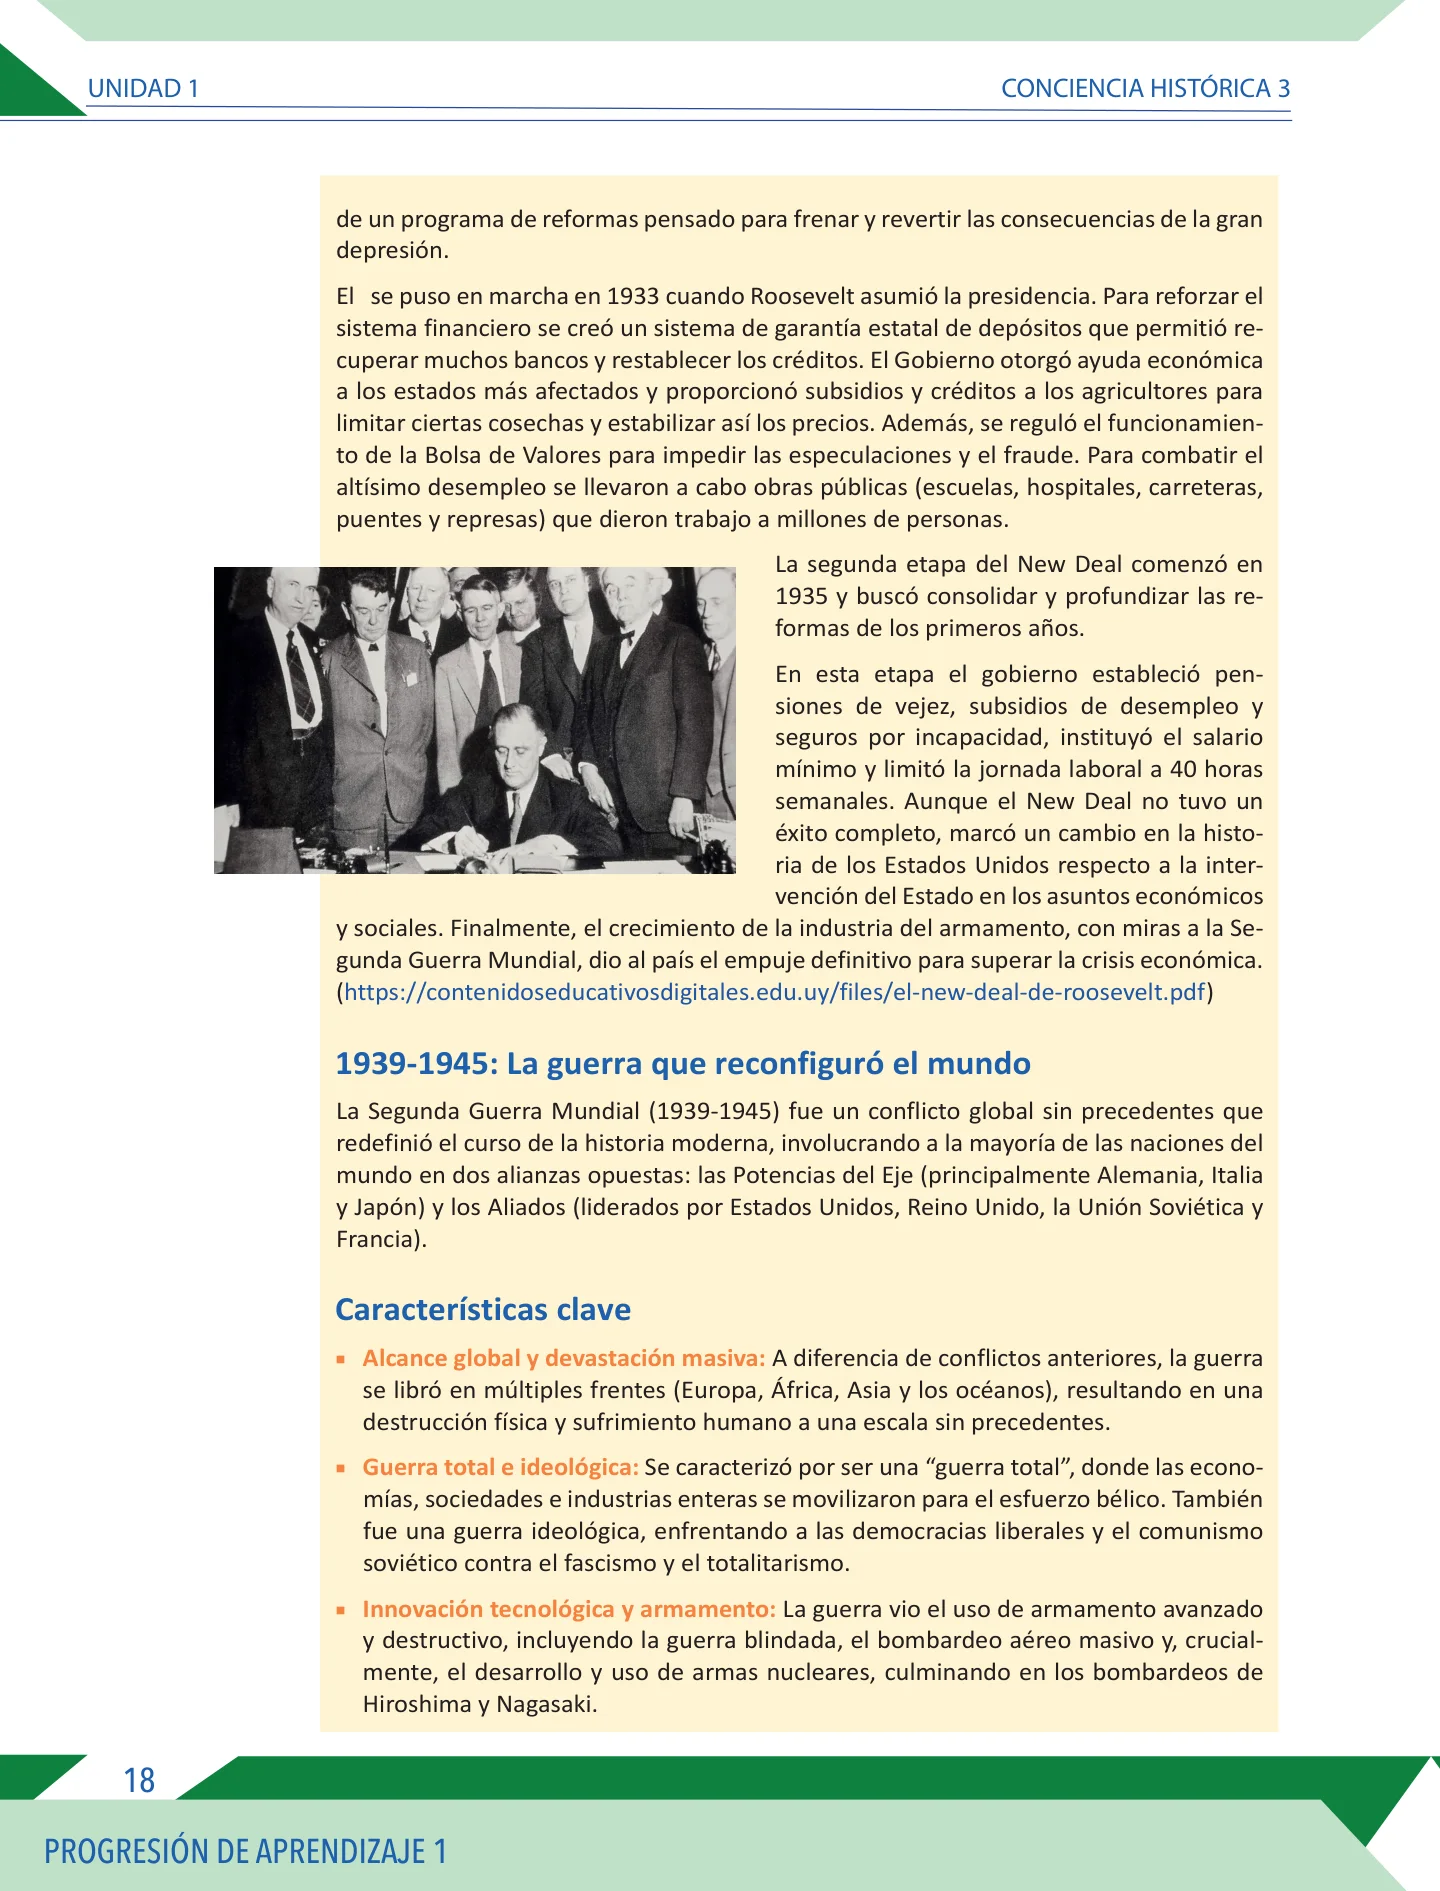 UNIDAD 1
CONCIENCIA HISTÓRICA 3
de un programa de reformas pensado para frenar y revertir las consecuencias de la gran
depresión.
El   se puso en marcha en 1933 cuando Roosevelt asumió la presidencia. Para reforzar el
sistema financiero se creó un sistema de garantía estatal de depósitos que permitió re-
cuperar muchos bancos y restablecer los créditos. El Gobierno otorgó ayuda económica
a los estados más afectados y proporcionó subsidios y créditos a los agricultores para
limitar ciertas cosechas y estabilizar así los precios. Además, se reguló el funcionamien-
to de la Bolsa de Valores para impedir las especulaciones y el fraude. Para combatir el
altísimo desempleo se llevaron a cabo obras públicas (escuelas, hospitales, carreteras,
puentes y represas) que dieron trabajo a millones de personas.
La segunda etapa del New Deal comenzó en
1935 y buscó consolidar y profundizar las re-
formas de los primeros años.
En esta etapa el gobierno estableció pen-
siones de vejez, subsidios de desempleo y
seguros por incapacidad, instituyó el salario
mínimo y limitó la jornada laboral a 40 horas
semanales. Aunque el New Deal no tuvo un
éxito completo, marcó un cambio en la histo-
ria de los Estados Unidos respecto a la inter-
vención del Estado en los asuntos económicos
y sociales. Finalmente, el crecimiento de la industria del armamento, con miras a la Se-
gunda Guerra Mundial, dio al país el empuje definitivo para superar la crisis económica.
(https://contenidoseducativosdigitales.edu.uy/files/el-new-deal-de-roosevelt.pdf)
1939-1945: La guerra que reconfiguró el mundo
La Segunda Guerra Mundial (1939-1945) fue un conflicto global sin precedentes que
redefinió el curso de la historia moderna, involucrando a la mayoría de las naciones del
mundo en dos alianzas opuestas: las Potencias del Eje (principalmente Alemania, Italia
y Japón) y los Aliados (liderados por Estados Unidos, Reino Unido, la Unión Soviética y
Francia).
Características clave
▪ Alcance global y devastación masiva: A diferencia de conflictos anteriores, la guerra
se libró en múltiples frentes (Europa, África, Asia y los océanos), resultando en una
destrucción física y sufrimiento humano a una escala sin precedentes.
▪ Guerra total e ideológica: Se caracterizó por ser una “guerra total”, donde las econo-
mías, sociedades e industrias enteras se movilizaron para el esfuerzo bélico. También
fue una guerra ideológica, enfrentando a las democracias liberales y el comunismo
soviético contra el fascismo y el totalitarismo.
▪ Innovación tecnológica y armamento: La guerra vio el uso de armamento avanzado
y destructivo, incluyendo la guerra blindada, el bombardeo aéreo masivo y, crucial-
mente, el desarrollo y uso de armas nucleares, culminando en los bombardeos de
Hiroshima y Nagasaki.
18
PROGRESIÓN DE APRENDIZAJE 1